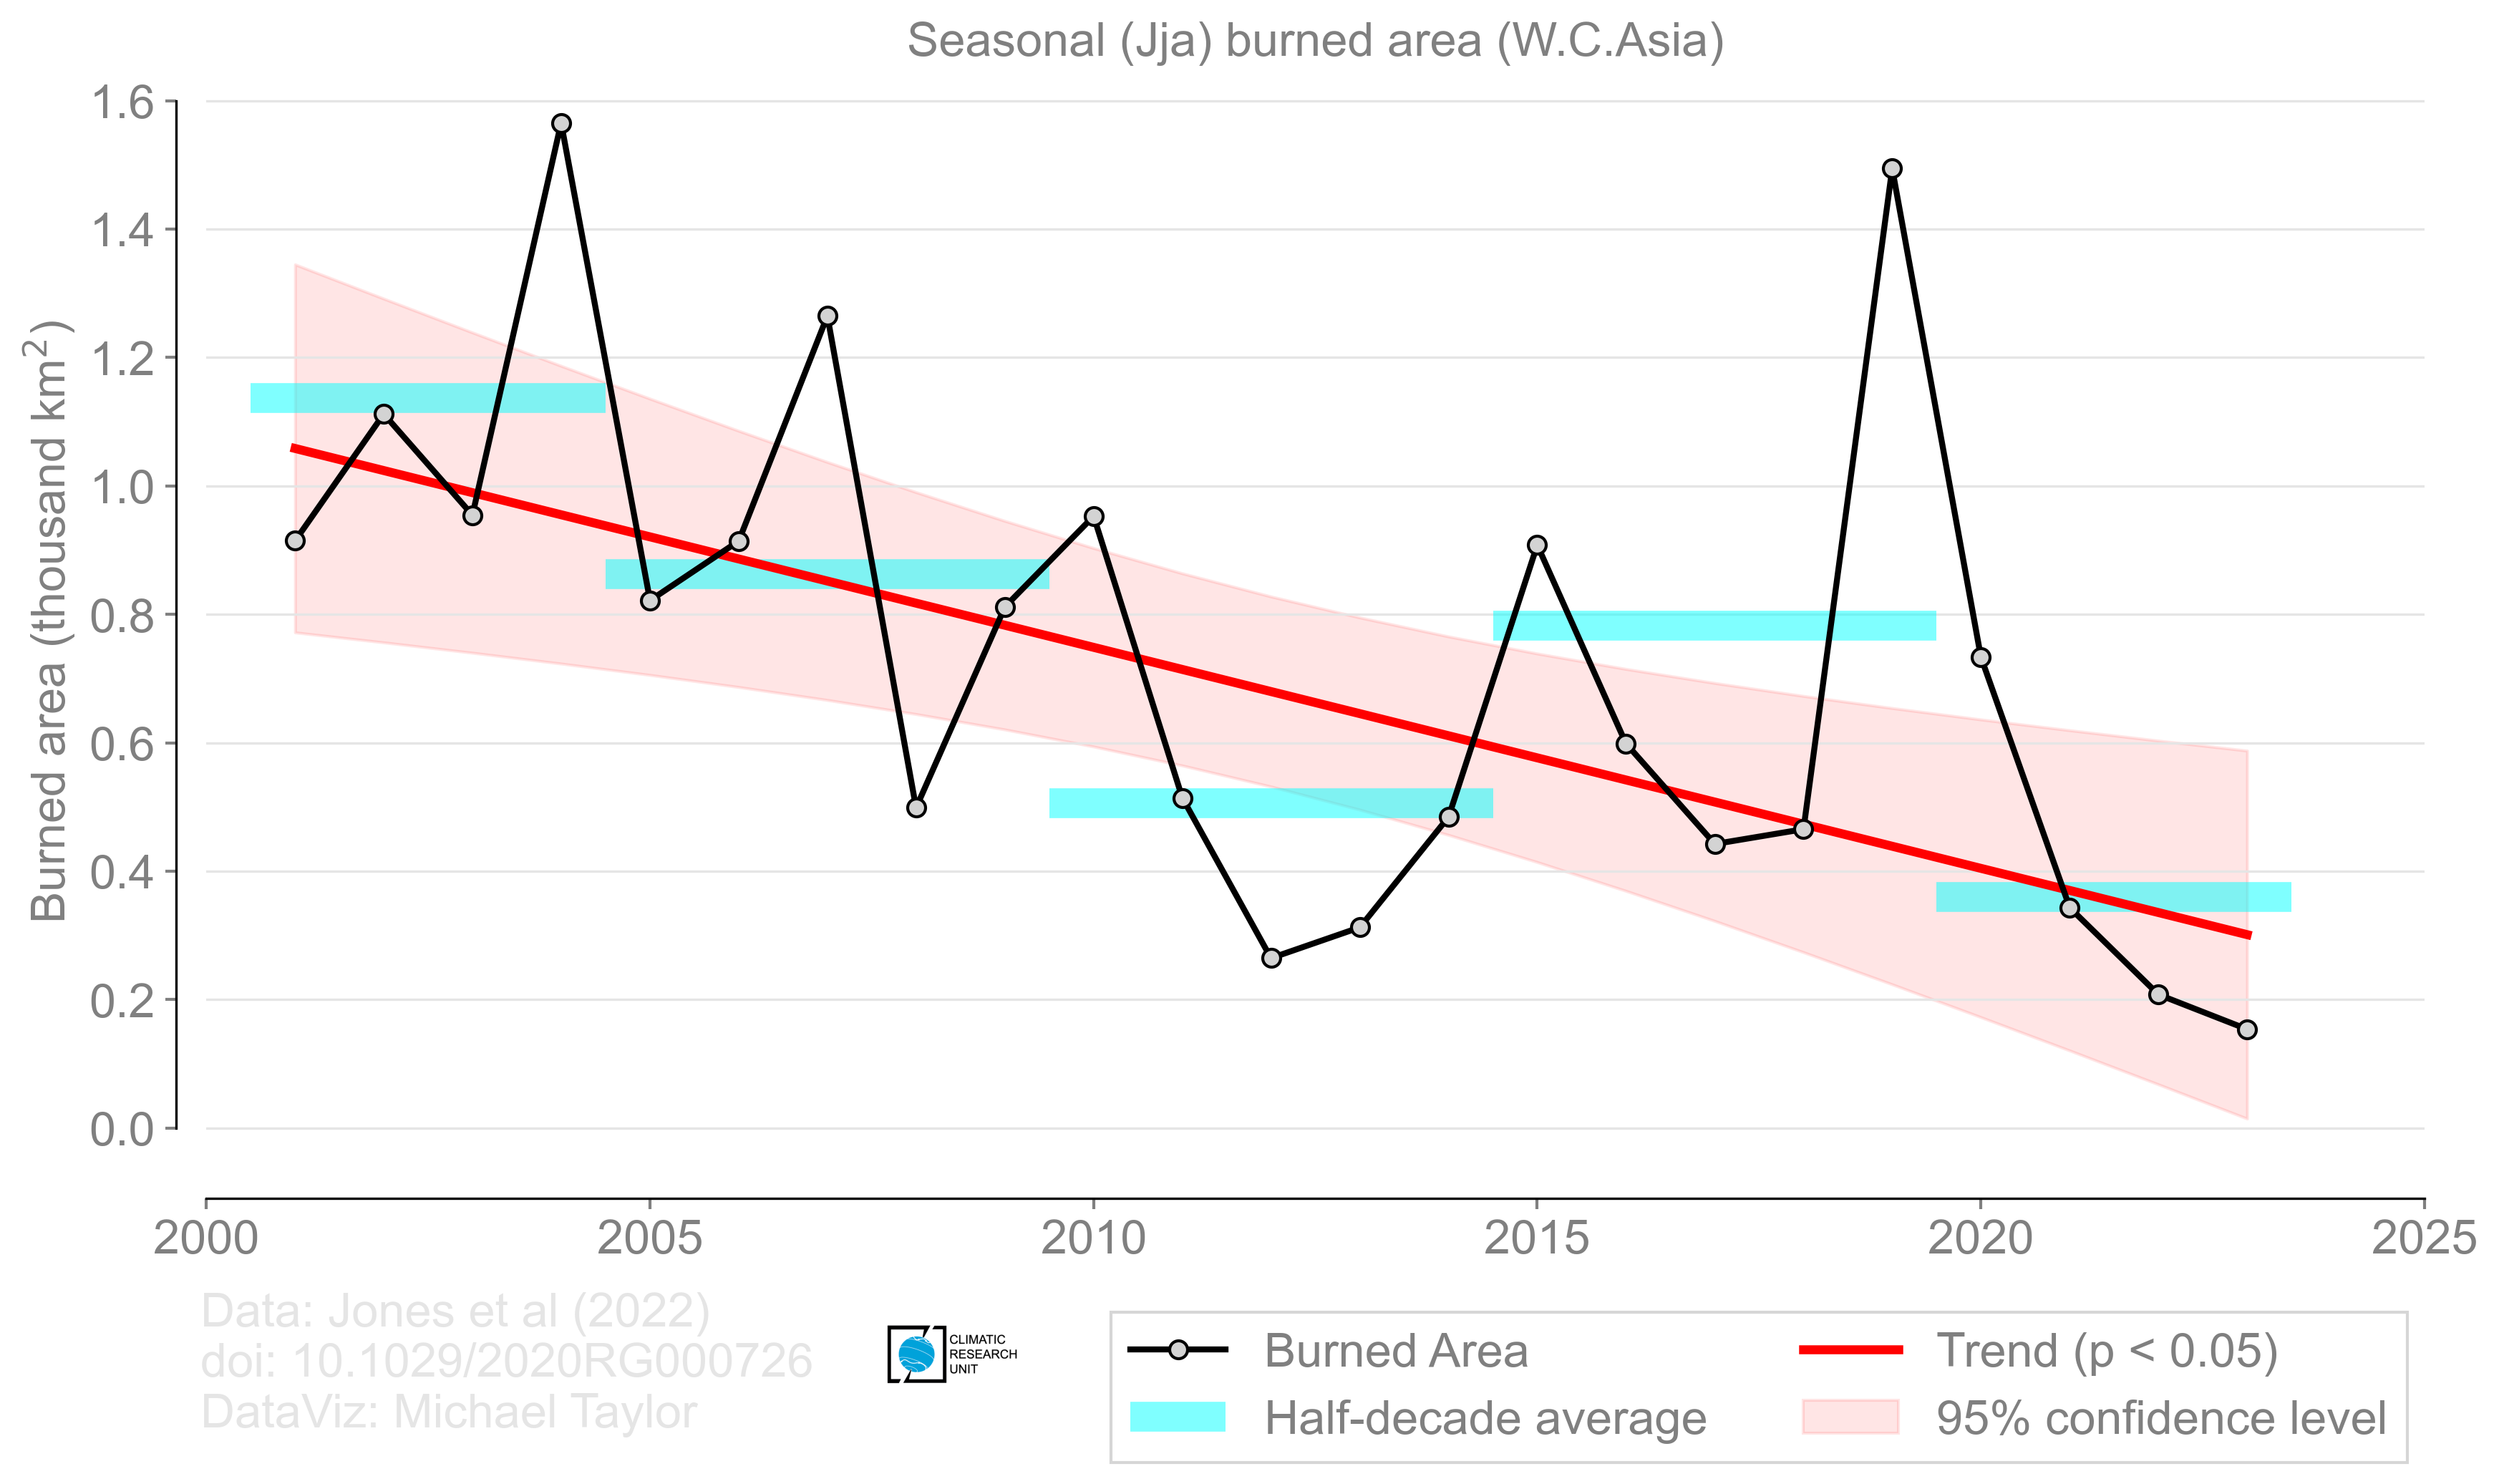 Seasonal (Jja) burned area (W.C.Asia)
Burned area (thousand km²)
1.6
1.4
1.2
1.0
0.8
0.6
0.4
0.2
0.0
2000 2005 2010 2015 2020 2025
Data: Jones et al (2022)
doi: 10.1029/2020RG000726
DataViz: Michael Taylor
CLIMATIC
RESEARCH
UNIT
Burned Area
Half-decade average
Trend (p < 0.05)
95% confidence level